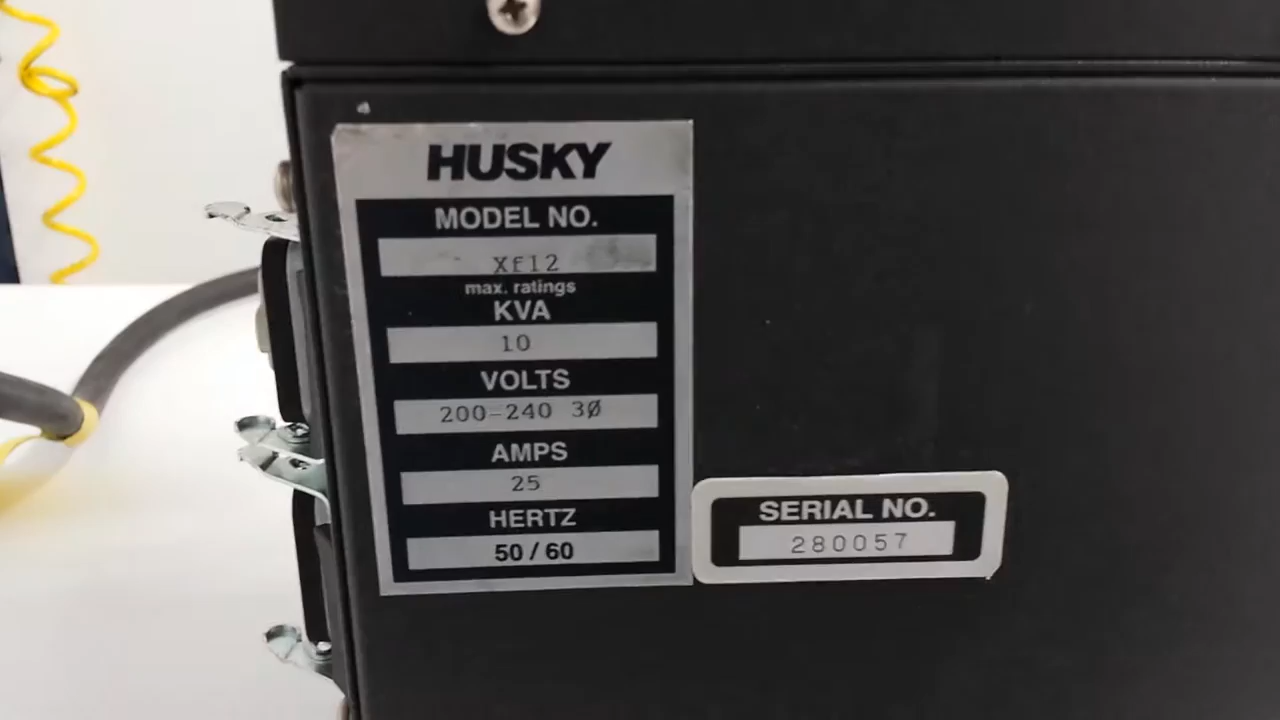 HUSKY
MODEL NO.
Xf12
max. ratings
KVA
10
VOLTS
200-240 3Ø
AMPS
25
HERTZ
50/60
SERIAL NO.
280057